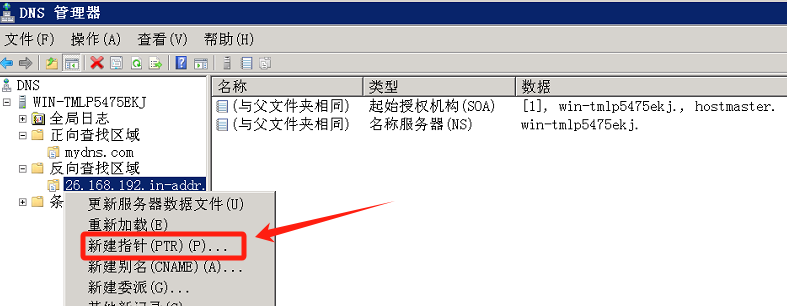 DNS 管理器
文件(F) 操作(A) 查看(V) 帮助(H)
DNS
WIN-TMLP5475EKJ
全局日志
正向查找区域
mydns.com
反向查找区域
26.168.192.in-addr.
条
名称 类型 数据
(与父文件夹相同) 起始授权机构(SOA) [1], win-tmlp5475ekj., hostmaster.
(与父文件夹相同) 名称服务器(NS) win-tmlp5475ekj.
更新服务器数据文件(U)
重新加载(E)
新建指针(PTR)(P)...
新建别名(CNAME)(A)...
新建委派(G)...